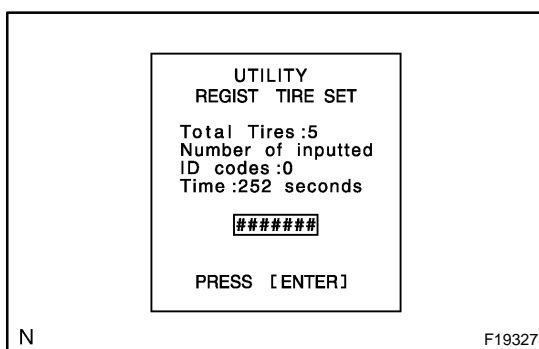 UTILITY
REGIST TIRE SET
Total Tires :5
Number of inputted
ID codes :0
Time :252 seconds
#######
PRESS [ENTER]
N
F19327